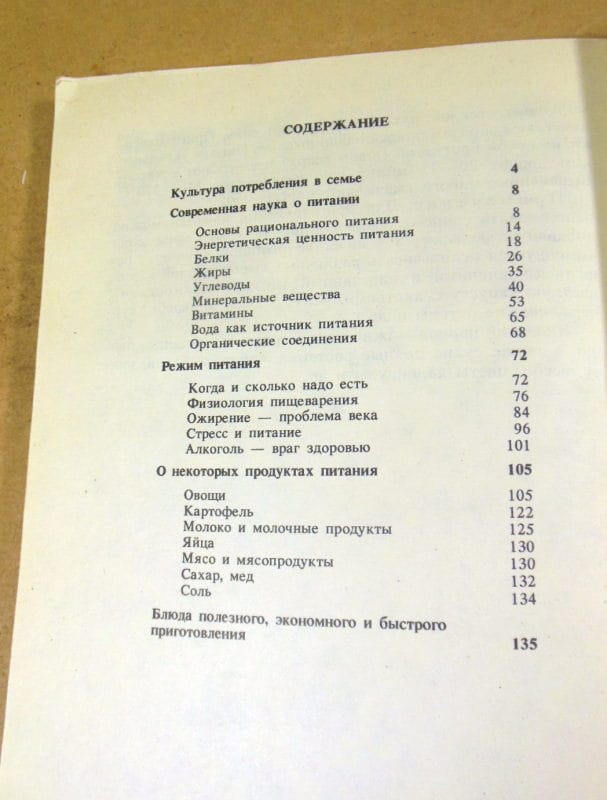 СОДЕРЖАНИЕ
Культура потребления в семье 4
Современная наука о питании 8
Основы рационального питания 8
Энергетическая ценность питания 14
Белки 18
Жиры 26
Углеводы 35
Минеральные вещества 40
Витамины 53
Вода как источник питания 65
Органические соединения 68
Режим питания 72
Когда и сколько надо есть 72
Физиология пищеварения 76
Ожирение — проблема века 84
Стресс и питание 96
Алкоголь — враг здоровью 101
О некоторых продуктах питания 105
Овощи 105
Картофель 122
Молоко и молочные продукты 125
Яйца 130
Мясо и мясопродукты 130
Сахар, мед 132
Соль 134
Блюда полезного, экономного и быстрого
приготовления 135